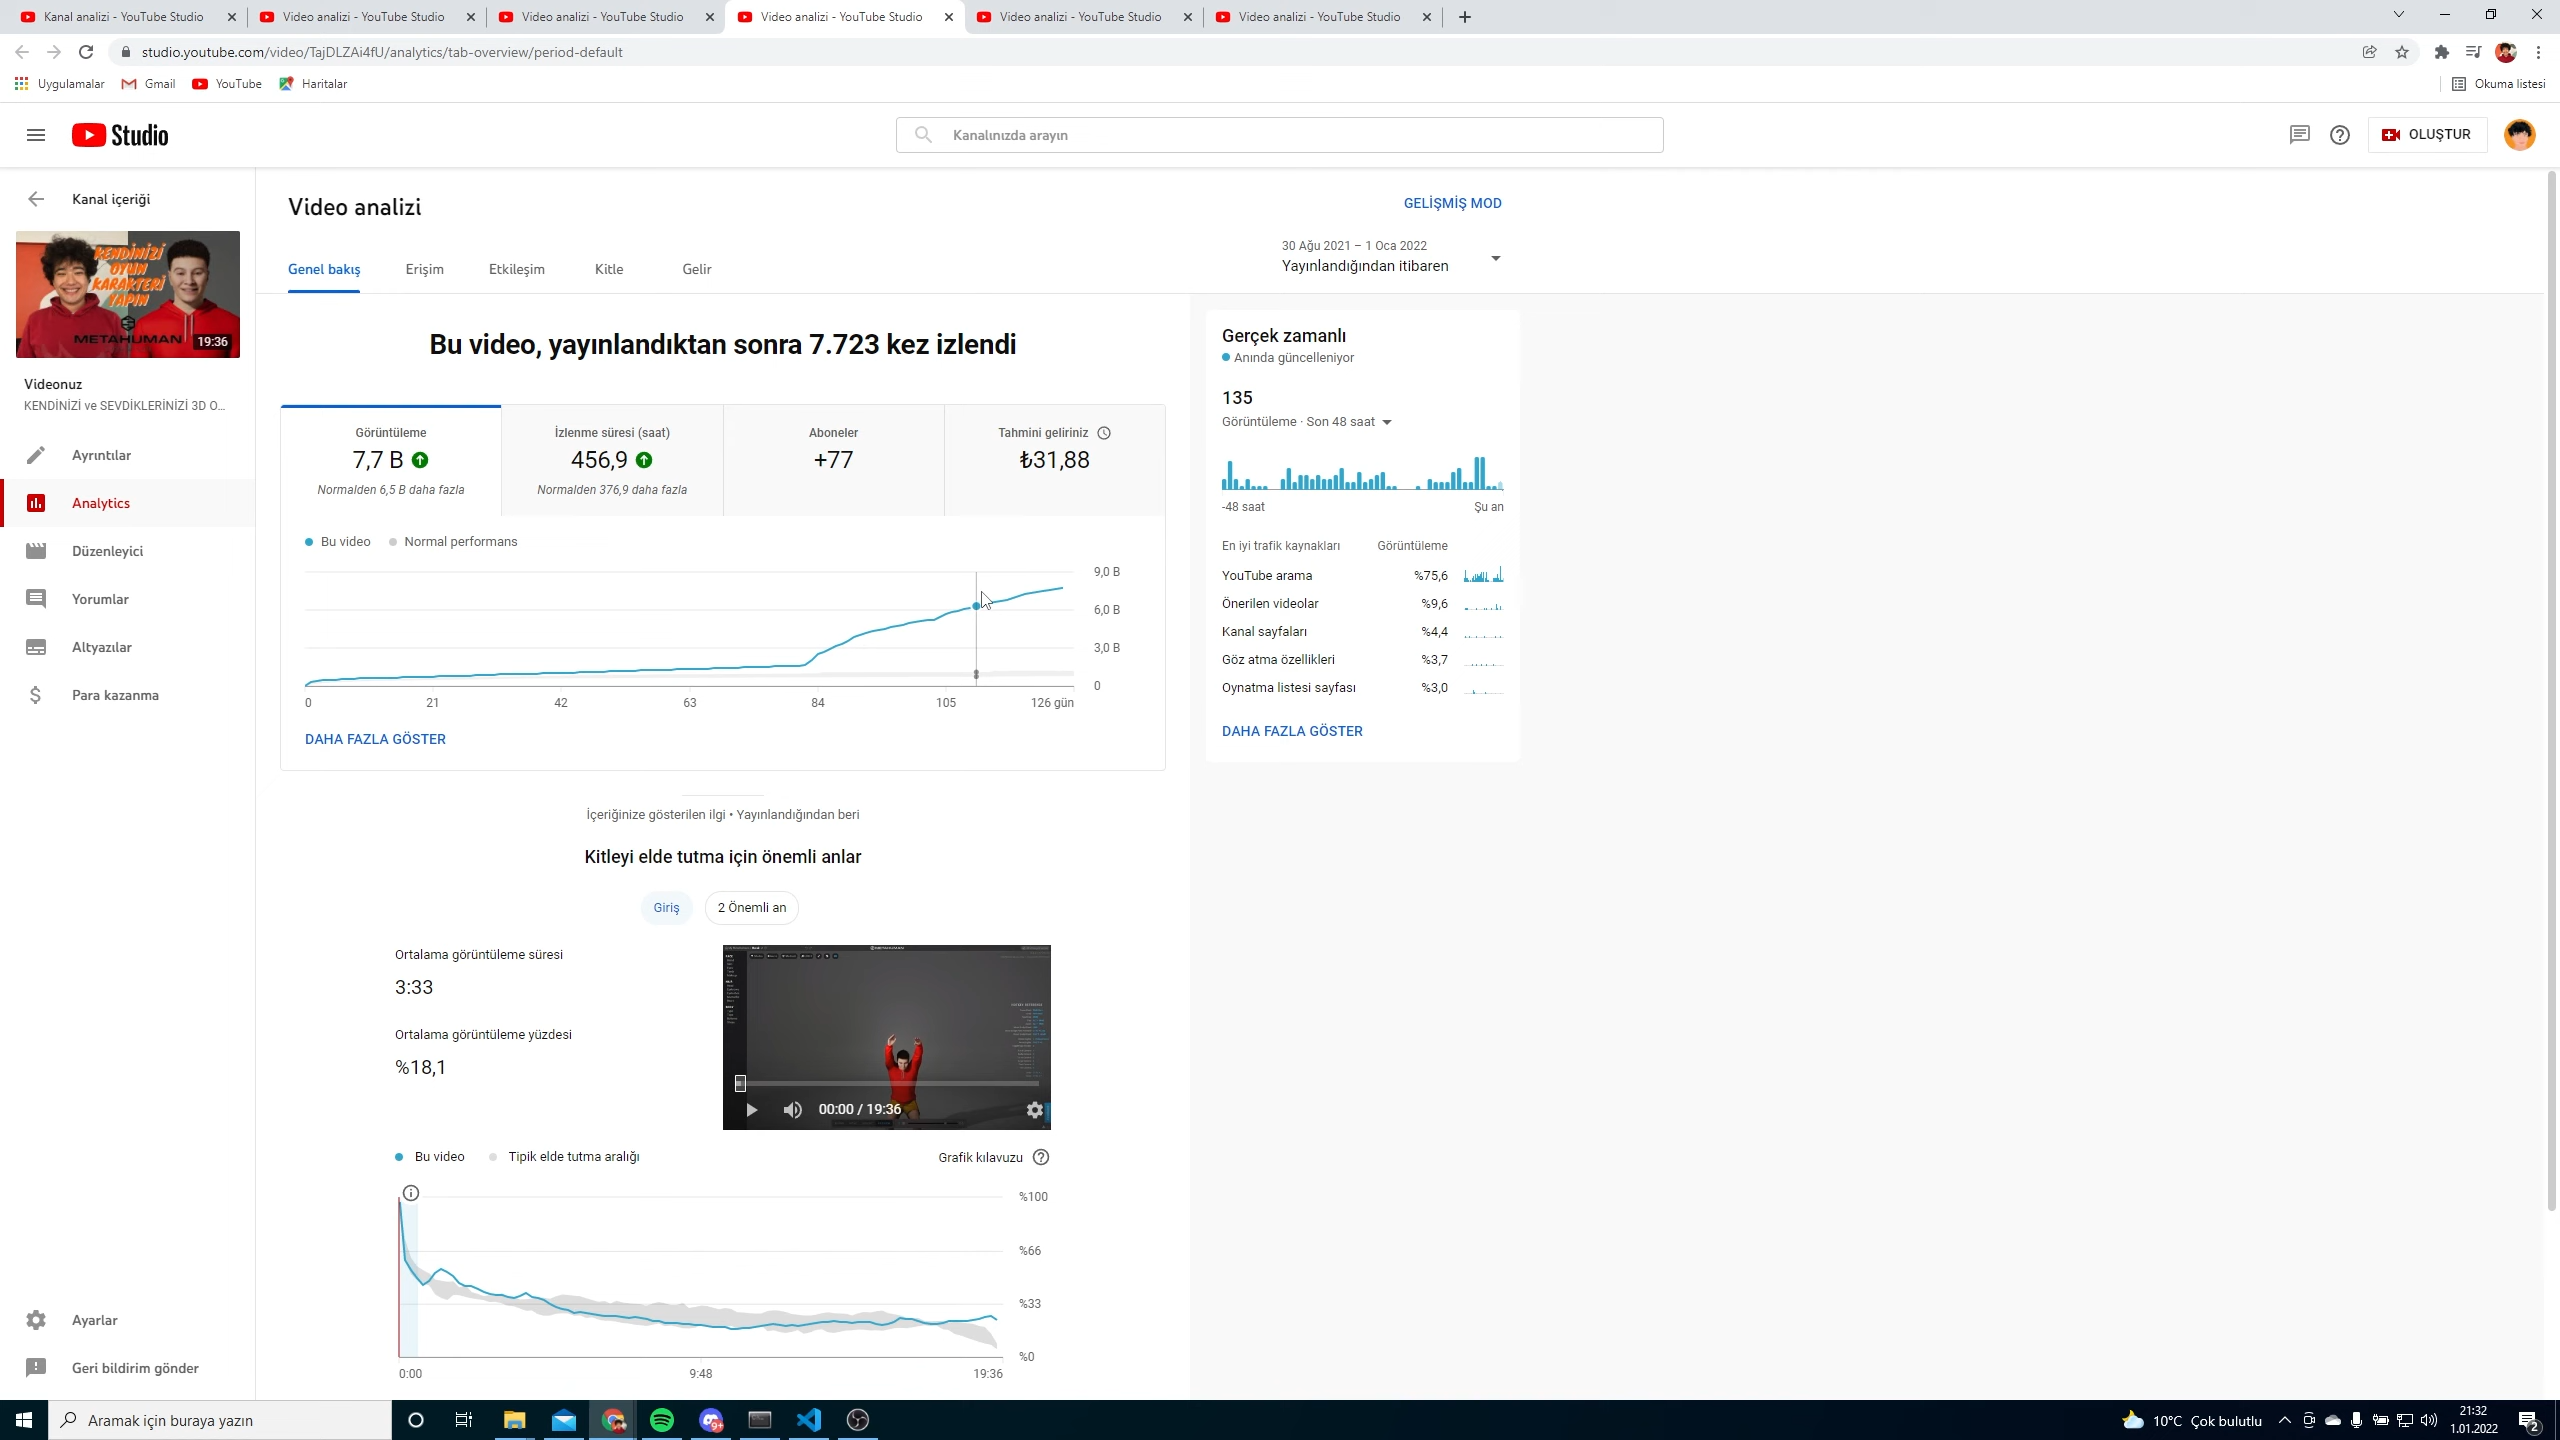 Kanal analizi - YouTube Studio
Video analizi - YouTube Studio
Video analizi - YouTube Studio
Video analizi - YouTube Studio
Video analizi - YouTube Studio
Video analizi - YouTube Studio
studio.youtube.com/video/TajDLZAi4fU/analytics/tab-overview/period-default
Uygulamalar
Gmail
YouTube
Haritalar
Okuma listesi
Studio
Kanalınızda arayın
OLUŞTUR
Kanal içeriği
KENDİNİZİ
OYUN
KARAKTERİ
YAPIN
METAHUMAN
19:36
Videonuz
KENDİNİZİ ve SEVDİKLERİNİZİ 3D O...
Ayrıntılar
Analytics
Düzenleyici
Yorumlar
Altyazılar
Para kazanma
Ayarlar
Geri bildirim gönder
Video analizi
GELİŞMİŞ MOD
Genel bakış
Erişim
Etkileşim
Kitle
Gelir
30 Ağu 2021 – 1 Oca 2022
Yayınlandığından itibaren
Bu video, yayınlandıktan sonra 7.723 kez izlendi
Görüntüleme
7,7 B
Normalden 6,5 B daha fazla
İzlenme süresi (saat)
456,9
Normalden 376,9 daha fazla
Aboneler
+77
Tahmini geliriniz
₺31,88
Bu video
Normal performans
9,0 B
6,0 B
3,0 B
0
0
21
42
63
84
105
126 gün
DAHA FAZLA GÖSTER
Gerçek zamanlı
Anında güncelleniyor
135
Görüntüleme · Son 48 saat
-48 saat
Şu an
En iyi trafik kaynakları
Görüntüleme
YouTube arama
%75,6
Önerilen videolar
%9,6
Kanal sayfaları
%4,4
Göz atma özellikleri
%3,7
Oynatma listesi sayfası
%3,0
DAHA FAZLA GÖSTER
İçeriğinize gösterilen ilgi • Yayınlandığından beri
Kitleyi elde tutma için önemli anlar
Giriş
2 Önemli an
Ortalama görüntüleme süresi
3:33
Ortalama görüntüleme yüzdesi
%18,1
METAHUMAN
00:00 / 19:36
Bu video
Tipik elde tutma aralığı
Grafik kılavuzu
%100
%66
%33
%0
0:00
9:48
19:36
Aramak için buraya yazın
9+
10°C Çok bulutlu
21:32
1.01.2022
2